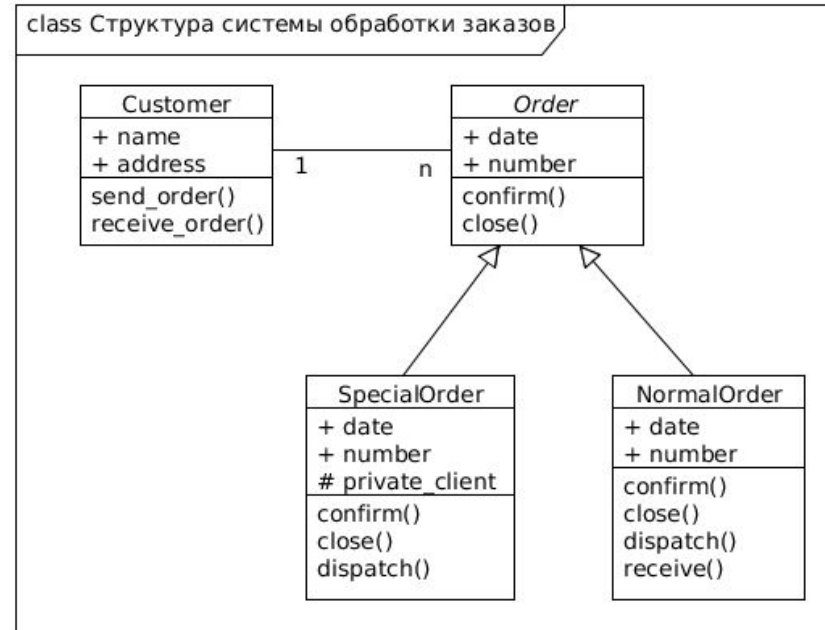 class Структура системы обработки заказов
Customer
+ name
+ address
send_order()
receive_order()
1
n
Order
+ date
+ number
confirm()
close()
SpecialOrder
+ date
+ number
# private_client
confirm()
close()
dispatch()
NormalOrder
+ date
+ number
confirm()
close()
dispatch()
receive()